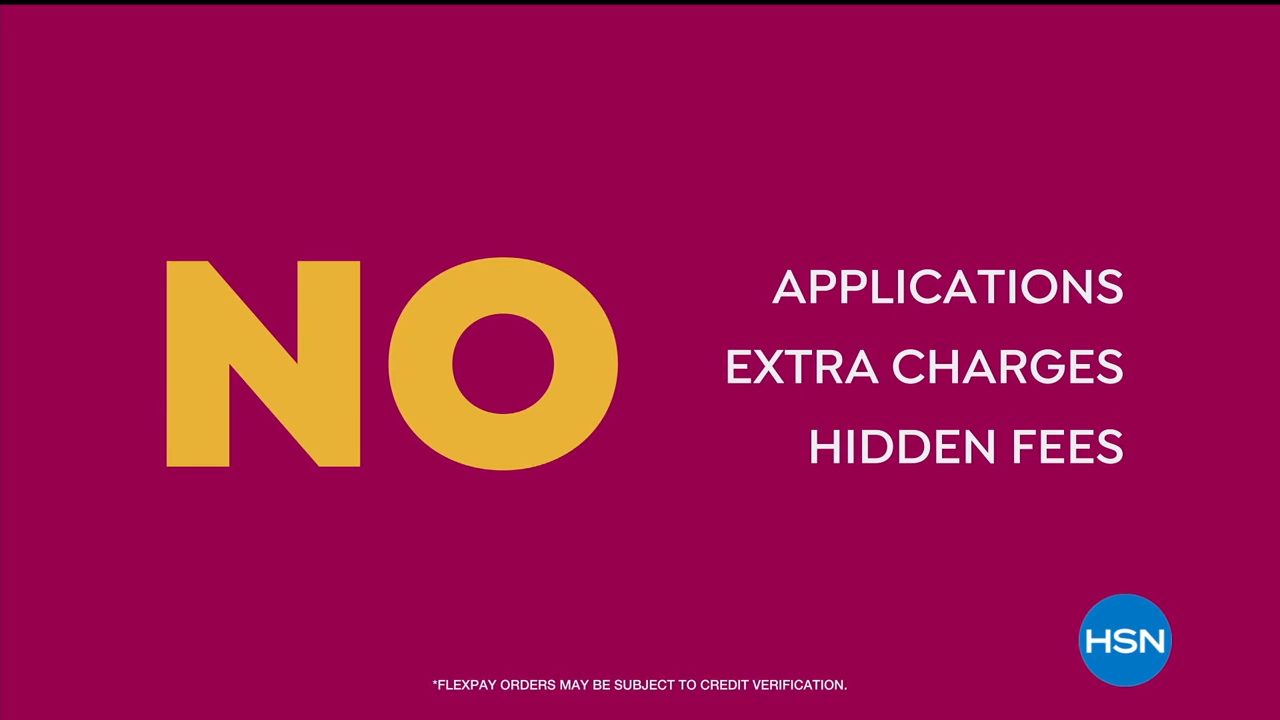 NO
APPLICATIONS
EXTRA CHARGES
HIDDEN FEES
HSN
*FLEXPAY ORDERS MAY BE SUBJECT TO CREDIT VERIFICATION.